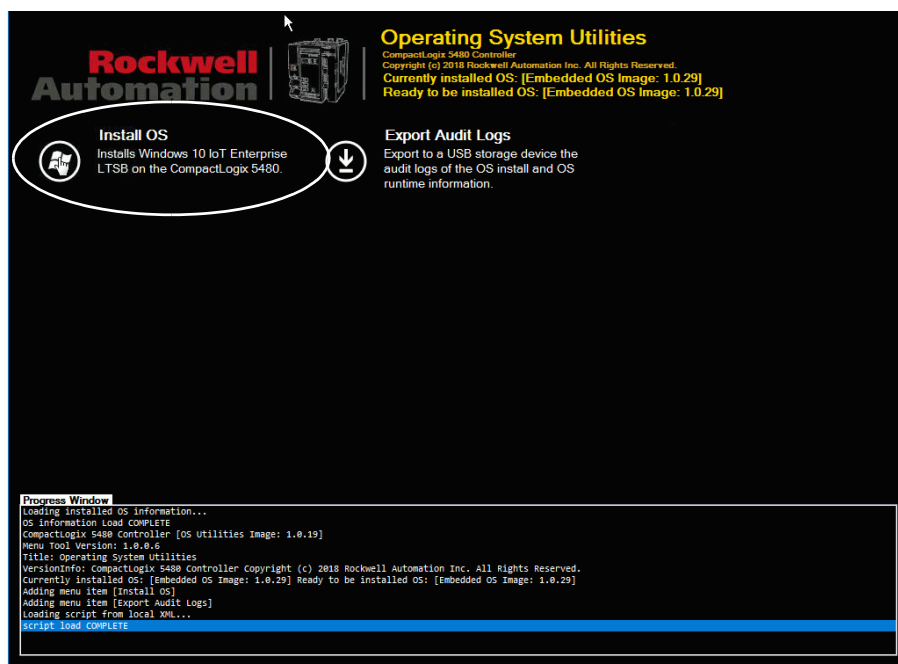 Rockwell
Automation
Operating System Utilities
CompactLogix 5480 Controller
Copyright (c) 2018 Rockwell Automation Inc. All Rights Reserved.
Currently installed OS: [Embedded OS Image: 1.0.29]
Ready to be installed OS: [Embedded OS Image: 1.0.29]
Install OS
Installs Windows 10 IoT Enterprise
LTSB on the CompactLogix 5480.
Export Audit Logs
Export to a USB storage device the
audit logs of the OS install and OS
runtime information.
Progress Window
Loading installed OS information...
OS information Load COMPLETE
CompactLogix 5480 Controller [OS Utilities Image: 1.0.19]
Menu Tool Version: 1.0.0.6
Title: Operating System Utilities
VersionInfo: CompactLogix 5480 Controller Copyright (c) 2018 Rockwell Automation Inc. All Rights Reserved.
Currently installed OS: [Embedded OS Image: 1.0.29] Ready to be installed OS: [Embedded OS Image: 1.0.29]
Adding menu item [Install OS]
Adding menu item [Export Audit Logs]
Loading script from local XML...
script load COMPLETE